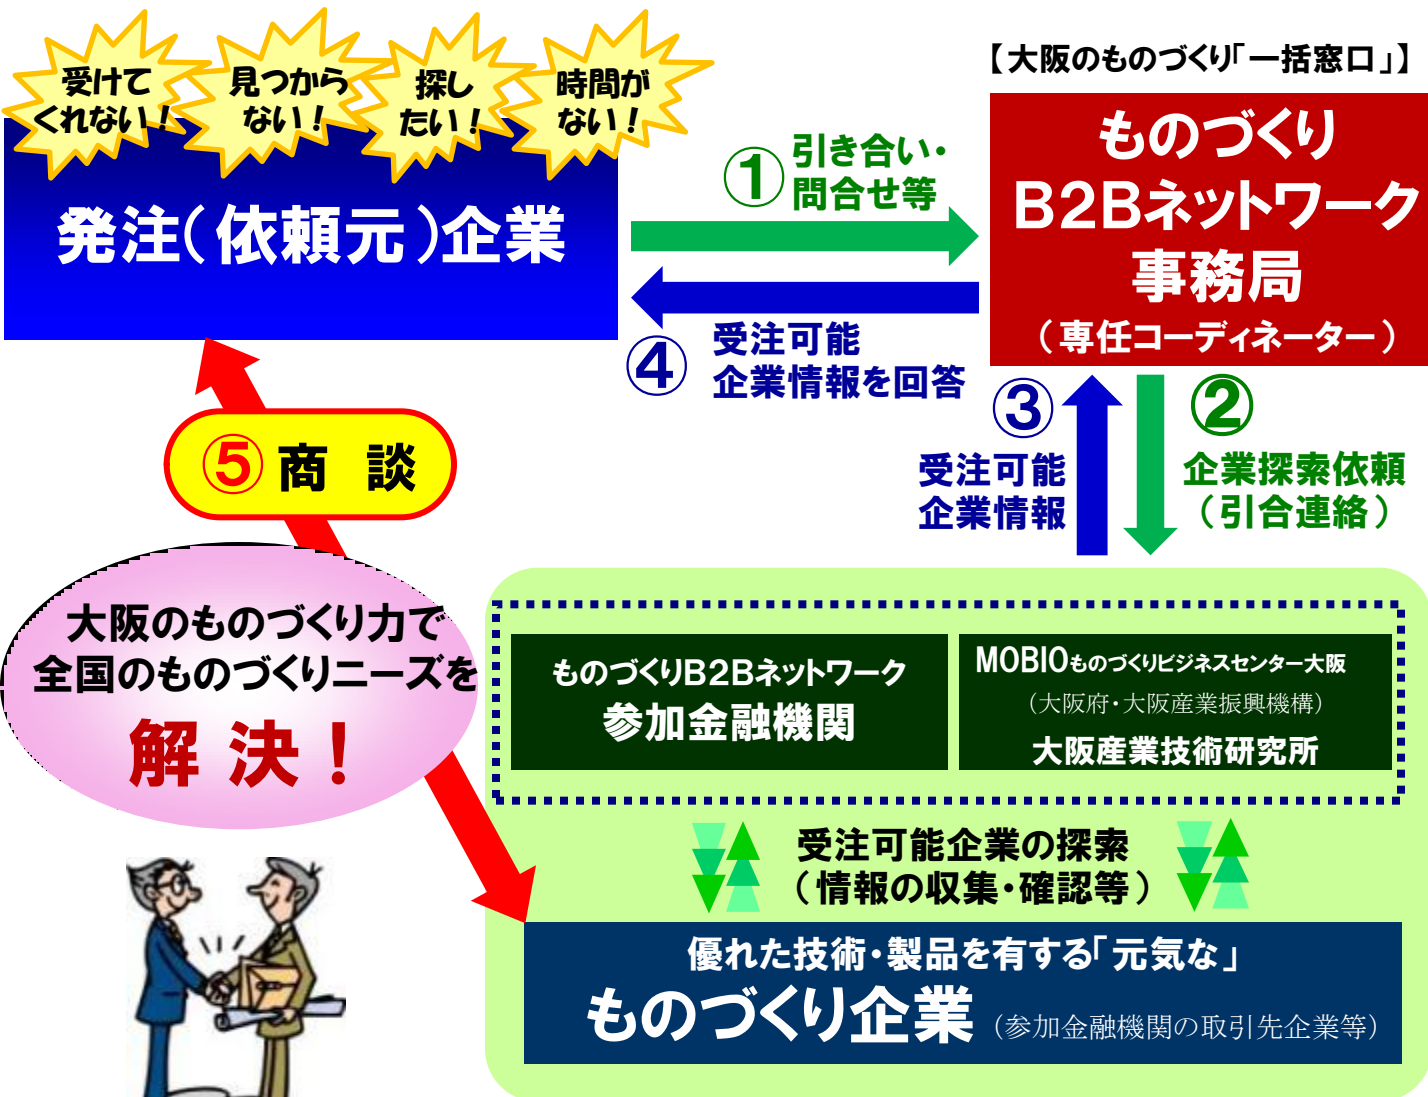 受けて
くれない！
見つから
ない！
探し
たい！
時間が
ない！
発注（依頼元）企業
①引き合い・
問合せ等
【大阪のものづくり「一括窓口」】
ものづくり
B2Bネットワーク
事務局
（専任コーディネーター）
④ 受注可能
企業情報を回答
③
受注可能
企業情報
②
企業探索依頼
（引合連絡）
⑤商　談
大阪のものづくり力で
全国のものづくりニーズを
解 決！
ものづくりB2Bネットワーク
参加金融機関
MOBIOものづくりビジネスセンター大阪
（大阪府・大阪産業振興機構）
大阪産業技術研究所
受注可能企業の探索
（情報の収集・確認等）
優れた技術・製品を有する「元気な」
ものづくり企業（参加金融機関の取引先企業等）